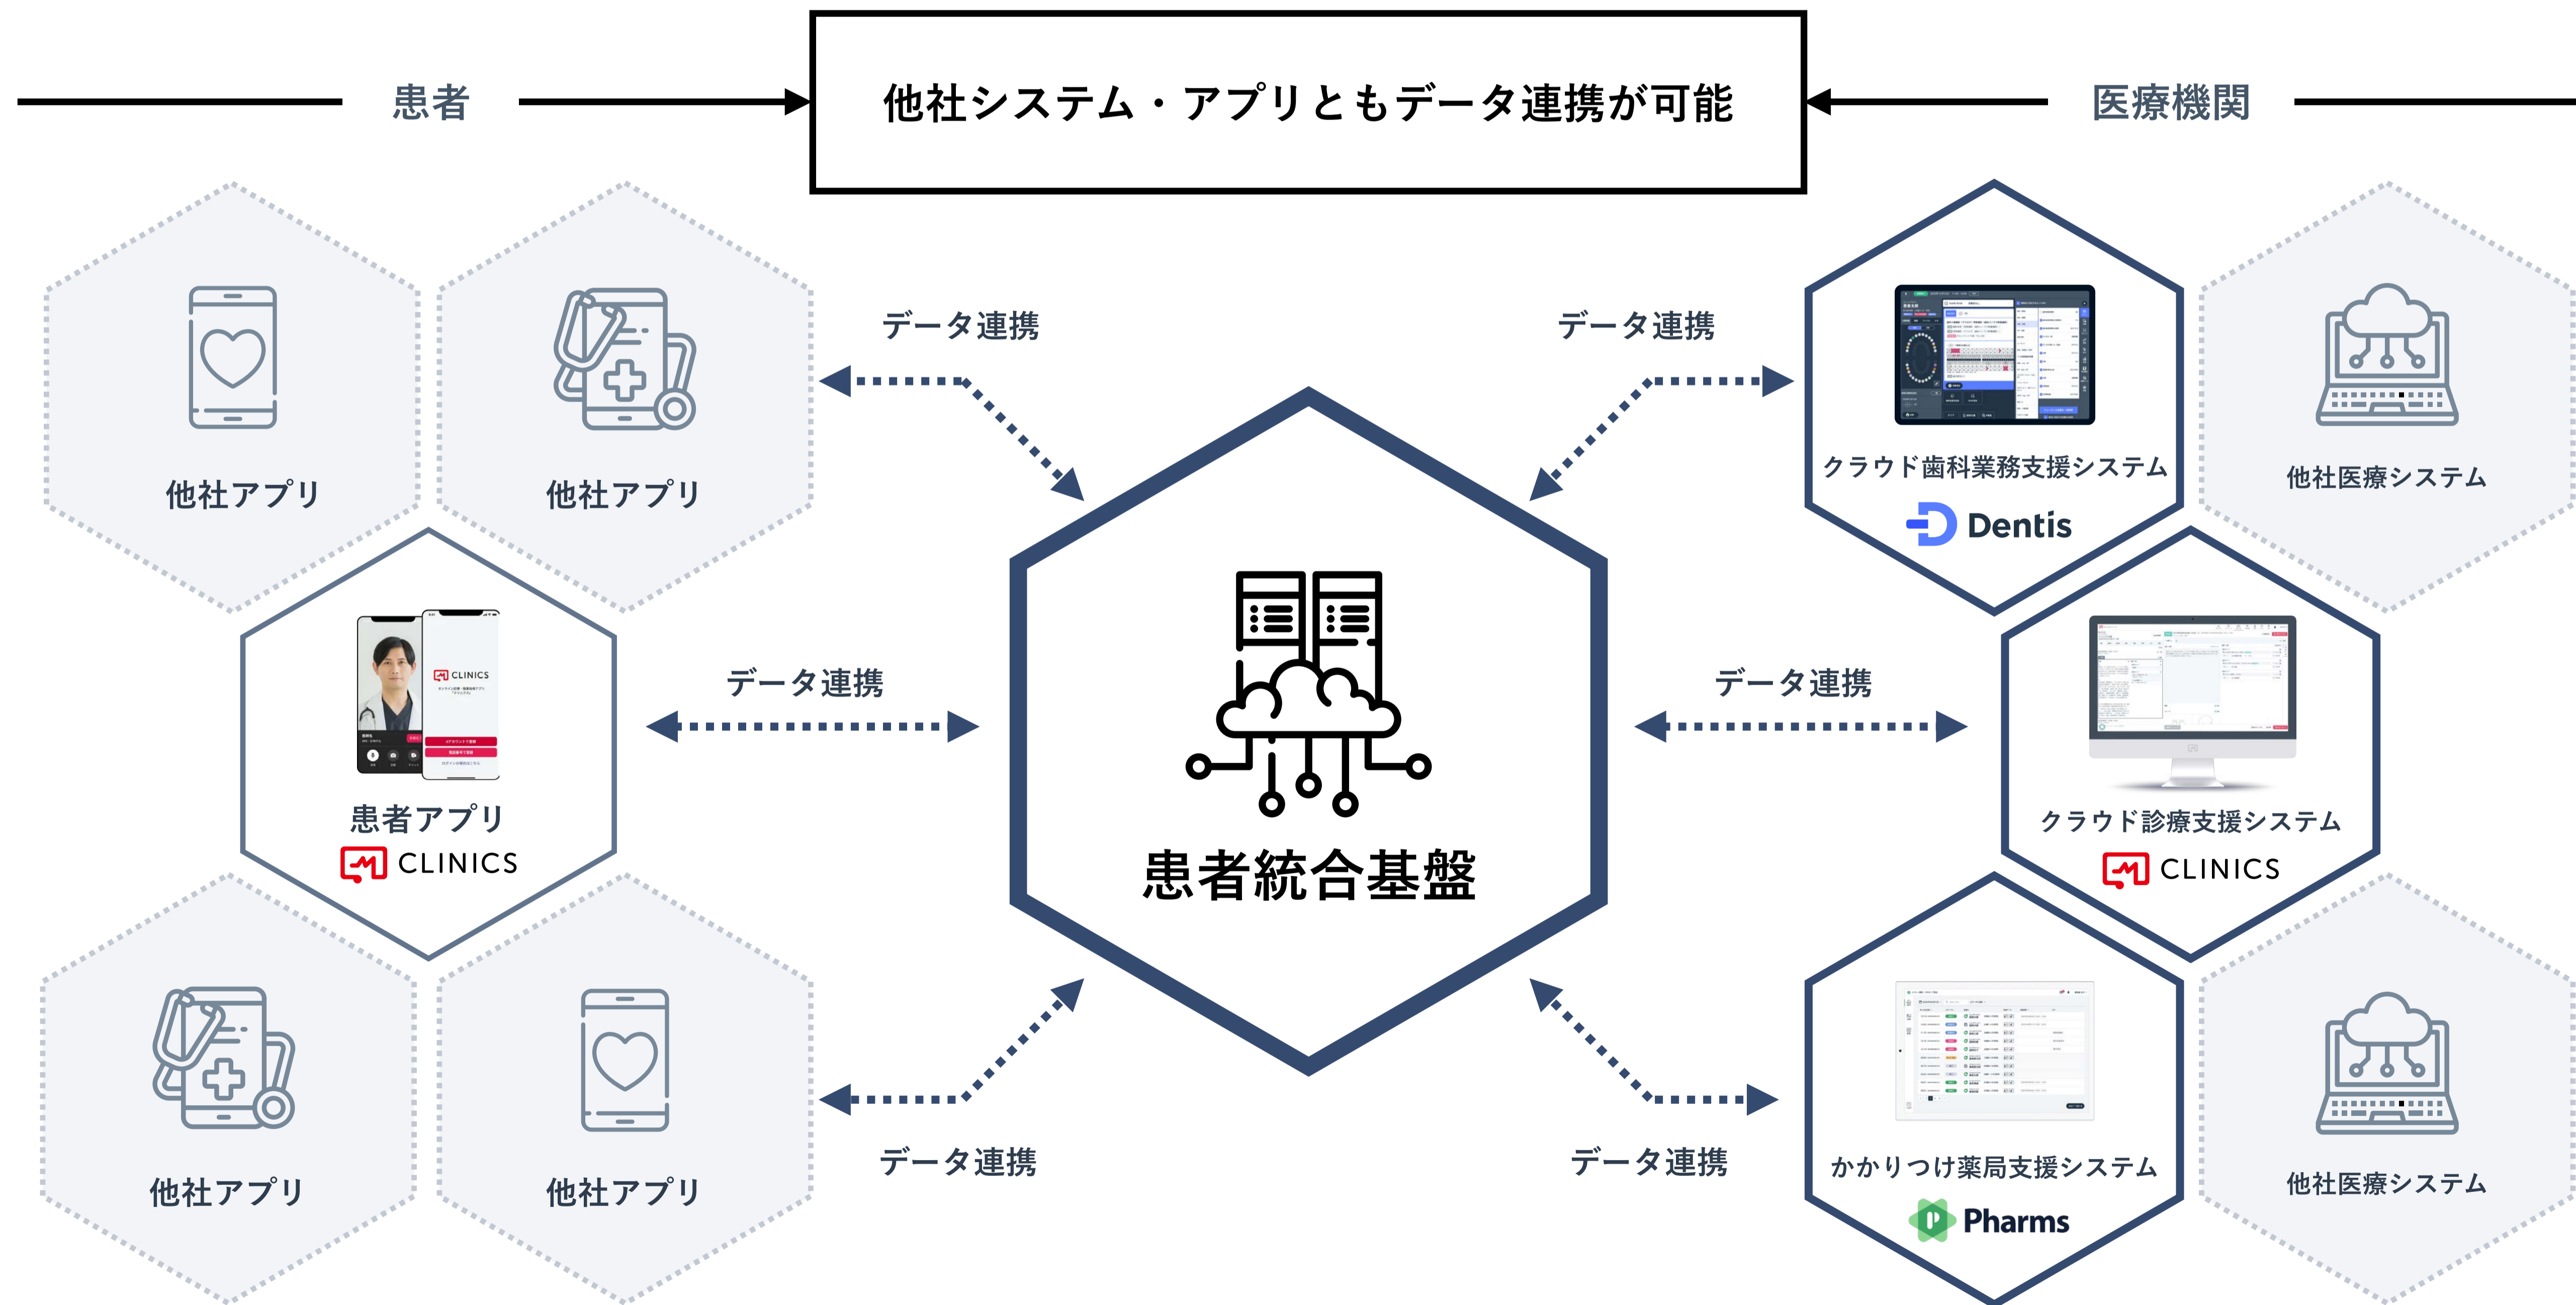 患者
他社システム・アプリともデータ連携が可能
医療機関
他社アプリ
他社アプリ
データ連携
データ連携
クラウド歯科業務支援システム
Dentis
他社医療システム
CLINICS
患者アプリ
CLINICS
データ連携
患者統合基盤
データ連携
クラウド診療支援システム
CLINICS
他社アプリ
他社アプリ
データ連携
データ連携
かかりつけ薬局支援システム
Pharms
他社医療システム